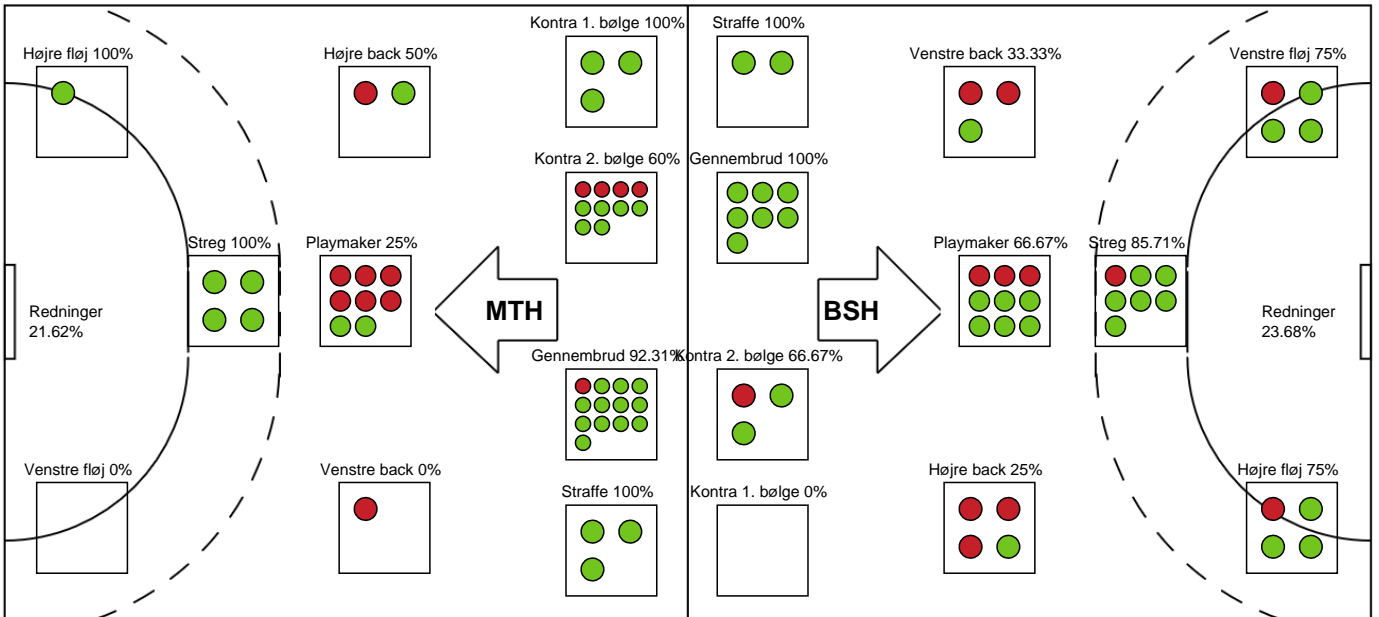 Kontra 1. bølge 100%
Straffe 100%
Højre fløj 100%
Højre back 50%
Venstre back 33.33%
Venstre fløj 75%
Kontra 2. bølge 60%
Gennembrud 100%
Streg 100%
Playmaker 25%
Playmaker 66.67%
Streg 85.71%
MTH
BSH
Redninger
21.62%
Redninger
23.68%
Gennembrud 92.31%
Kontra 2. bølge 66.67%
Venstre fløj 0%
Venstre back 0%
Højre back 25%
Højre fløj 75%
Straffe 100%
Kontra 1. bølge 0%